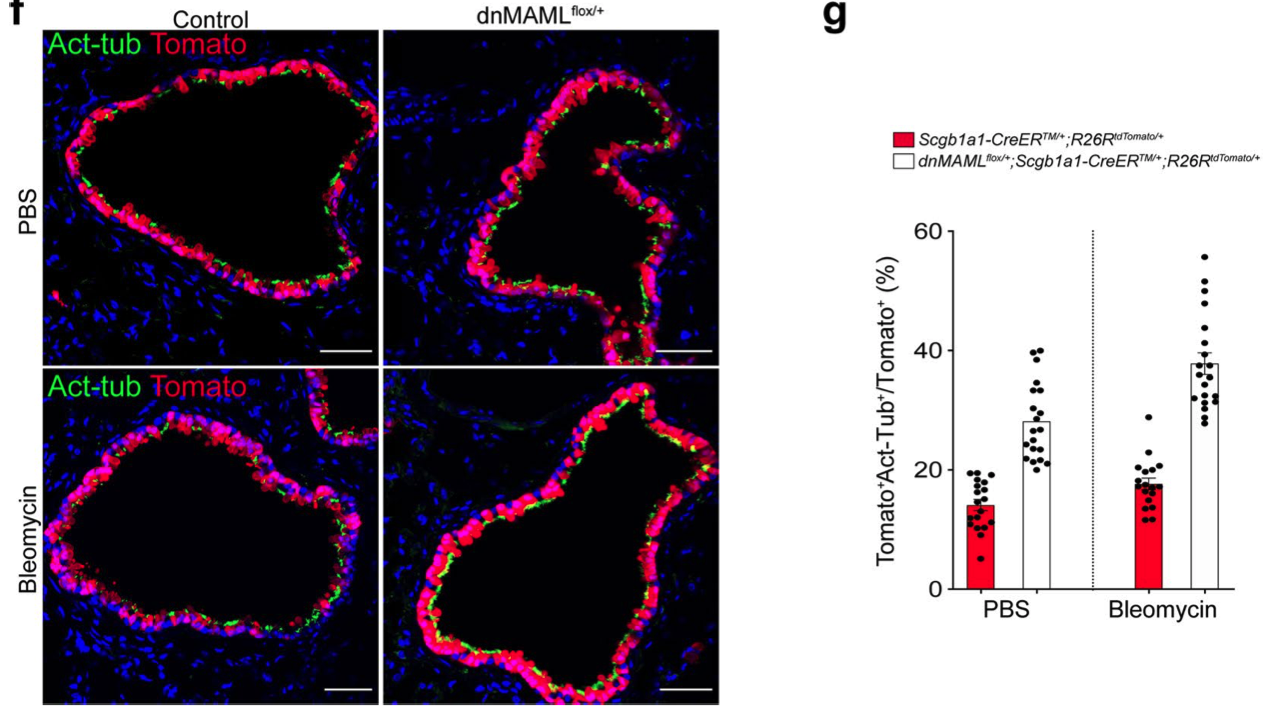 f
Control
dnMAML^flox/+
Act-tub Tomato
PBS
Act-tub Tomato
Bleomycin
g
Scgb1a1-CreER^TM/+;R26R^tdTomato/+
dnMAML^flox/+;Scgb1a1-CreER^TM/+;R26R^tdTomato/+
Tomato⁺Act-Tub⁺/Tomato⁺ (%)
60
40
20
0
PBS
Bleomycin